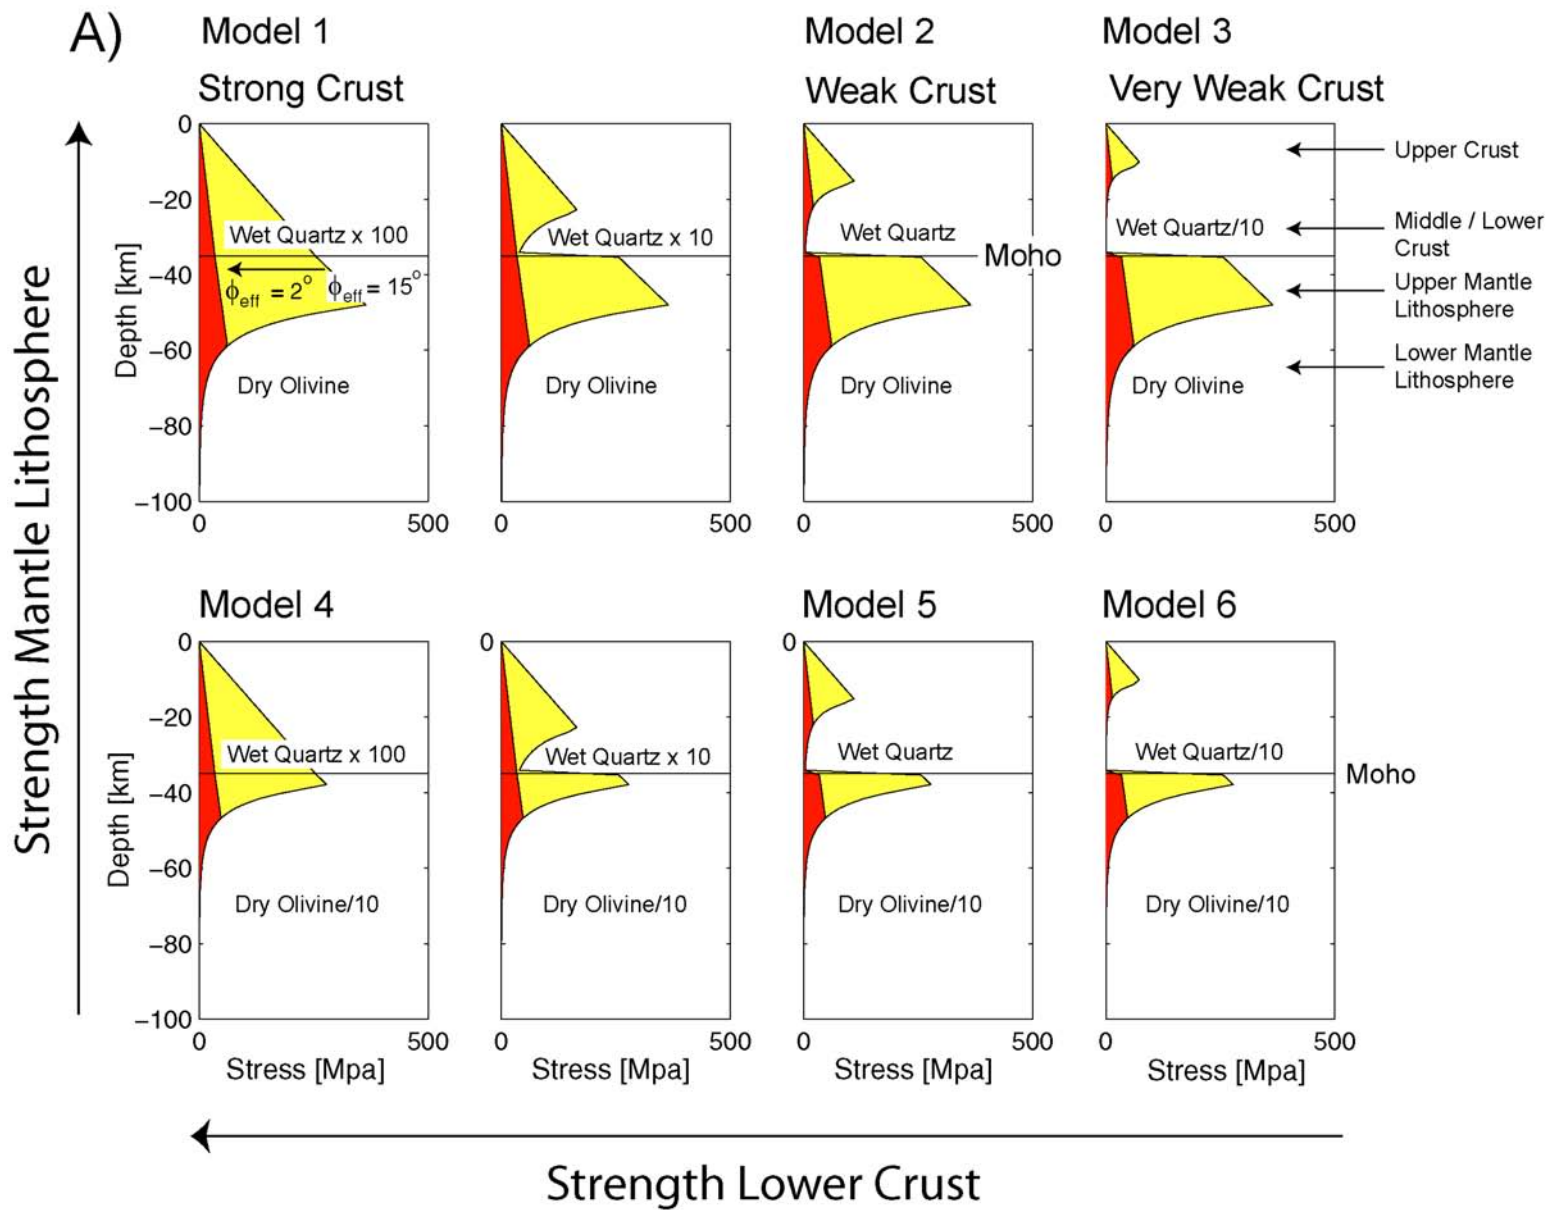 A)
Model 1
Model 2
Model 3
Strong Crust
Weak Crust
Very Weak Crust
Strength Mantle Lithosphere
Depth [km]
0
−20
−40
−60
−80
−100
Wet Quartz x 100
ϕeff = 2° ϕeff = 15°
Dry Olivine
0 500
Wet Quartz x 10
Dry Olivine
0 500
Wet Quartz
Moho
Dry Olivine
0 500
Wet Quartz/10
Dry Olivine
0 500
Upper Crust
Middle / Lower
Crust
Upper Mantle
Lithosphere
Lower Mantle
Lithosphere
Model 4
Model 5
Model 6
Depth [km]
0
−20
−40
−60
−80
−100
Wet Quartz x 100
Dry Olivine/10
0 500
Stress [Mpa]
0
Wet Quartz x 10
Dry Olivine/10
0 500
Stress [Mpa]
0
Wet Quartz
Dry Olivine/10
0 500
Stress [Mpa]
Wet Quartz/10
Moho
Dry Olivine/10
0 500
Stress [Mpa]
Strength Lower Crust